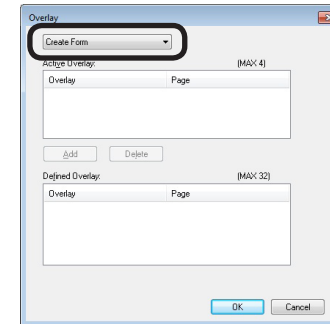 Overlay
Create Form
Active Overlay: (MAX 4)
Overlay Page
Add Delete
Defined Overlay: (MAX 32)
Overlay Page
OK Cancel